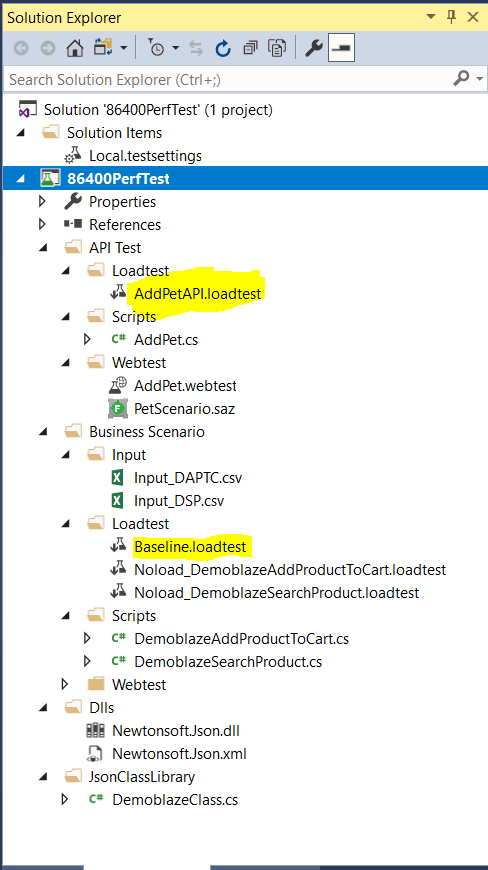 Solution Explorer
Search Solution Explorer (Ctrl+;)
Solution '86400PerfTest' (1 project)
Solution Items
Local.testsettings
86400PerfTest
Properties
References
API Test
Loadtest
AddPetAPI.loadtest
Scripts
C# AddPet.cs
Webtest
AddPet.webtest
PetScenario.saz
Business Scenario
Input
Input_DAPTC.csv
Input_DSP.csv
Loadtest
Baseline.loadtest
Noload_DemoblazeAddProductToCart.loadtest
Noload_DemoblazeSearchProduct.loadtest
Scripts
C# DemoblazeAddProductToCart.cs
C# DemoblazeSearchProduct.cs
Webtest
Dlls
Newtonsoft.Json.dll
Newtonsoft.Json.xml
JsonClassLibrary
C# DemoblazeClass.cs